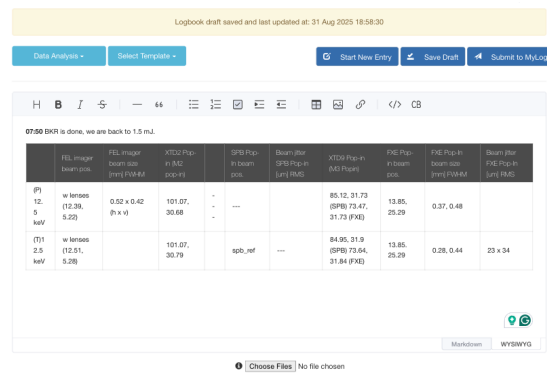 Logbook draft saved and last updated at: 31 Aug 2025 18:58:30
Data Analysis
Select Template
Start New Entry
Save Draft
Submit to MyLog
H B I S — 66 </> CB
07:50 BKR is done, we are back to 1.5 mJ.
FEL imager beam pos. FEL imager beam size [mm] FWHM XTD2 Pop-in (M2 pop-in) SPB Pop-In beam pos. Beam jitter SPB Pop-in [um] RMS XTD9 Pop-in (M3 Popin) FXE Pop-in beam pos. FXE Pop-In beam size [mm] FWHM Beam jitter FXE Pop-in [um] RMS
(P) 12.5 keV w lenses (12.39, 5.22) 0.52 x 0.42 (h x v) 101.07, 30.68 - - - --- 85.12, 31.73 (SPB) 73.47, 31.73 (FXE) 13.85, 25.29 0.37, 0.48
(T)12.5 keV w lenses (12.51, 5.28) 101.07, 30.79 spb_ref --- 84.95, 31.9 (SPB) 73.64, 31.84 (FXE) 13.85. 25.29 0.28, 0.44 23 x 34
Markdown WYSIWYG
Choose Files No file chosen